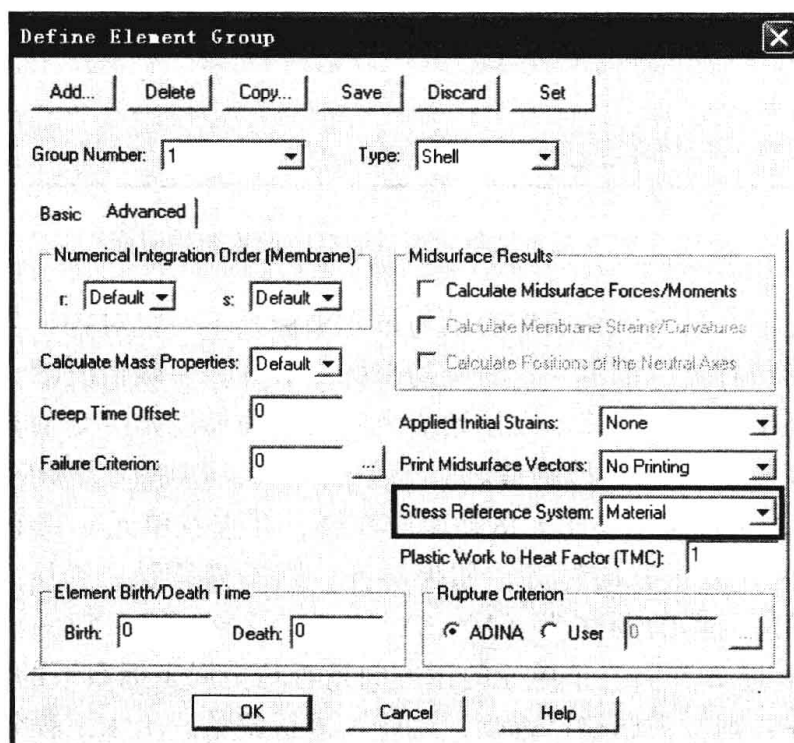 Define Element Group
Add... Delete Copy... Save Discard Set
Group Number: 1 Type: Shell
Basic Advanced
Numerical Integration Order (Membrane)
r: Default s: Default
Calculate Mass Properties: Default
Creep Time Offset: 0
Failure Criterion: 0 ...
Midsurface Results
Calculate Midsurface Forces/Moments
Calculate Membrane Strains/Curvatures
Calculate Positions of the Neutral Axes
Applied Initial Strains: None
Print Midsurface Vectors: No Printing
Stress Reference System: Material
Plastic Work to Heat Factor (TMC): 1
Element Birth/Death Time
Birth: 0 Death: 0
Rupture Criterion
ADINA User 0 ...
OK Cancel Help